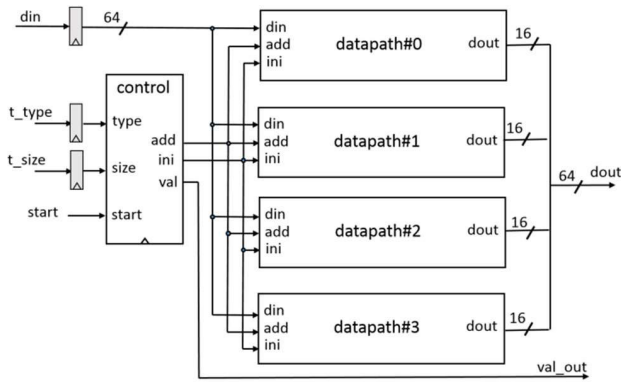 din
64
din
add
ini
datapath#0
dout
16
control
t_type
type
t_size
size
start
start
add
ini
val
din
add
ini
datapath#1
dout
16
64
dout
din
add
ini
datapath#2
dout
16
din
add
ini
datapath#3
dout
16
val_out